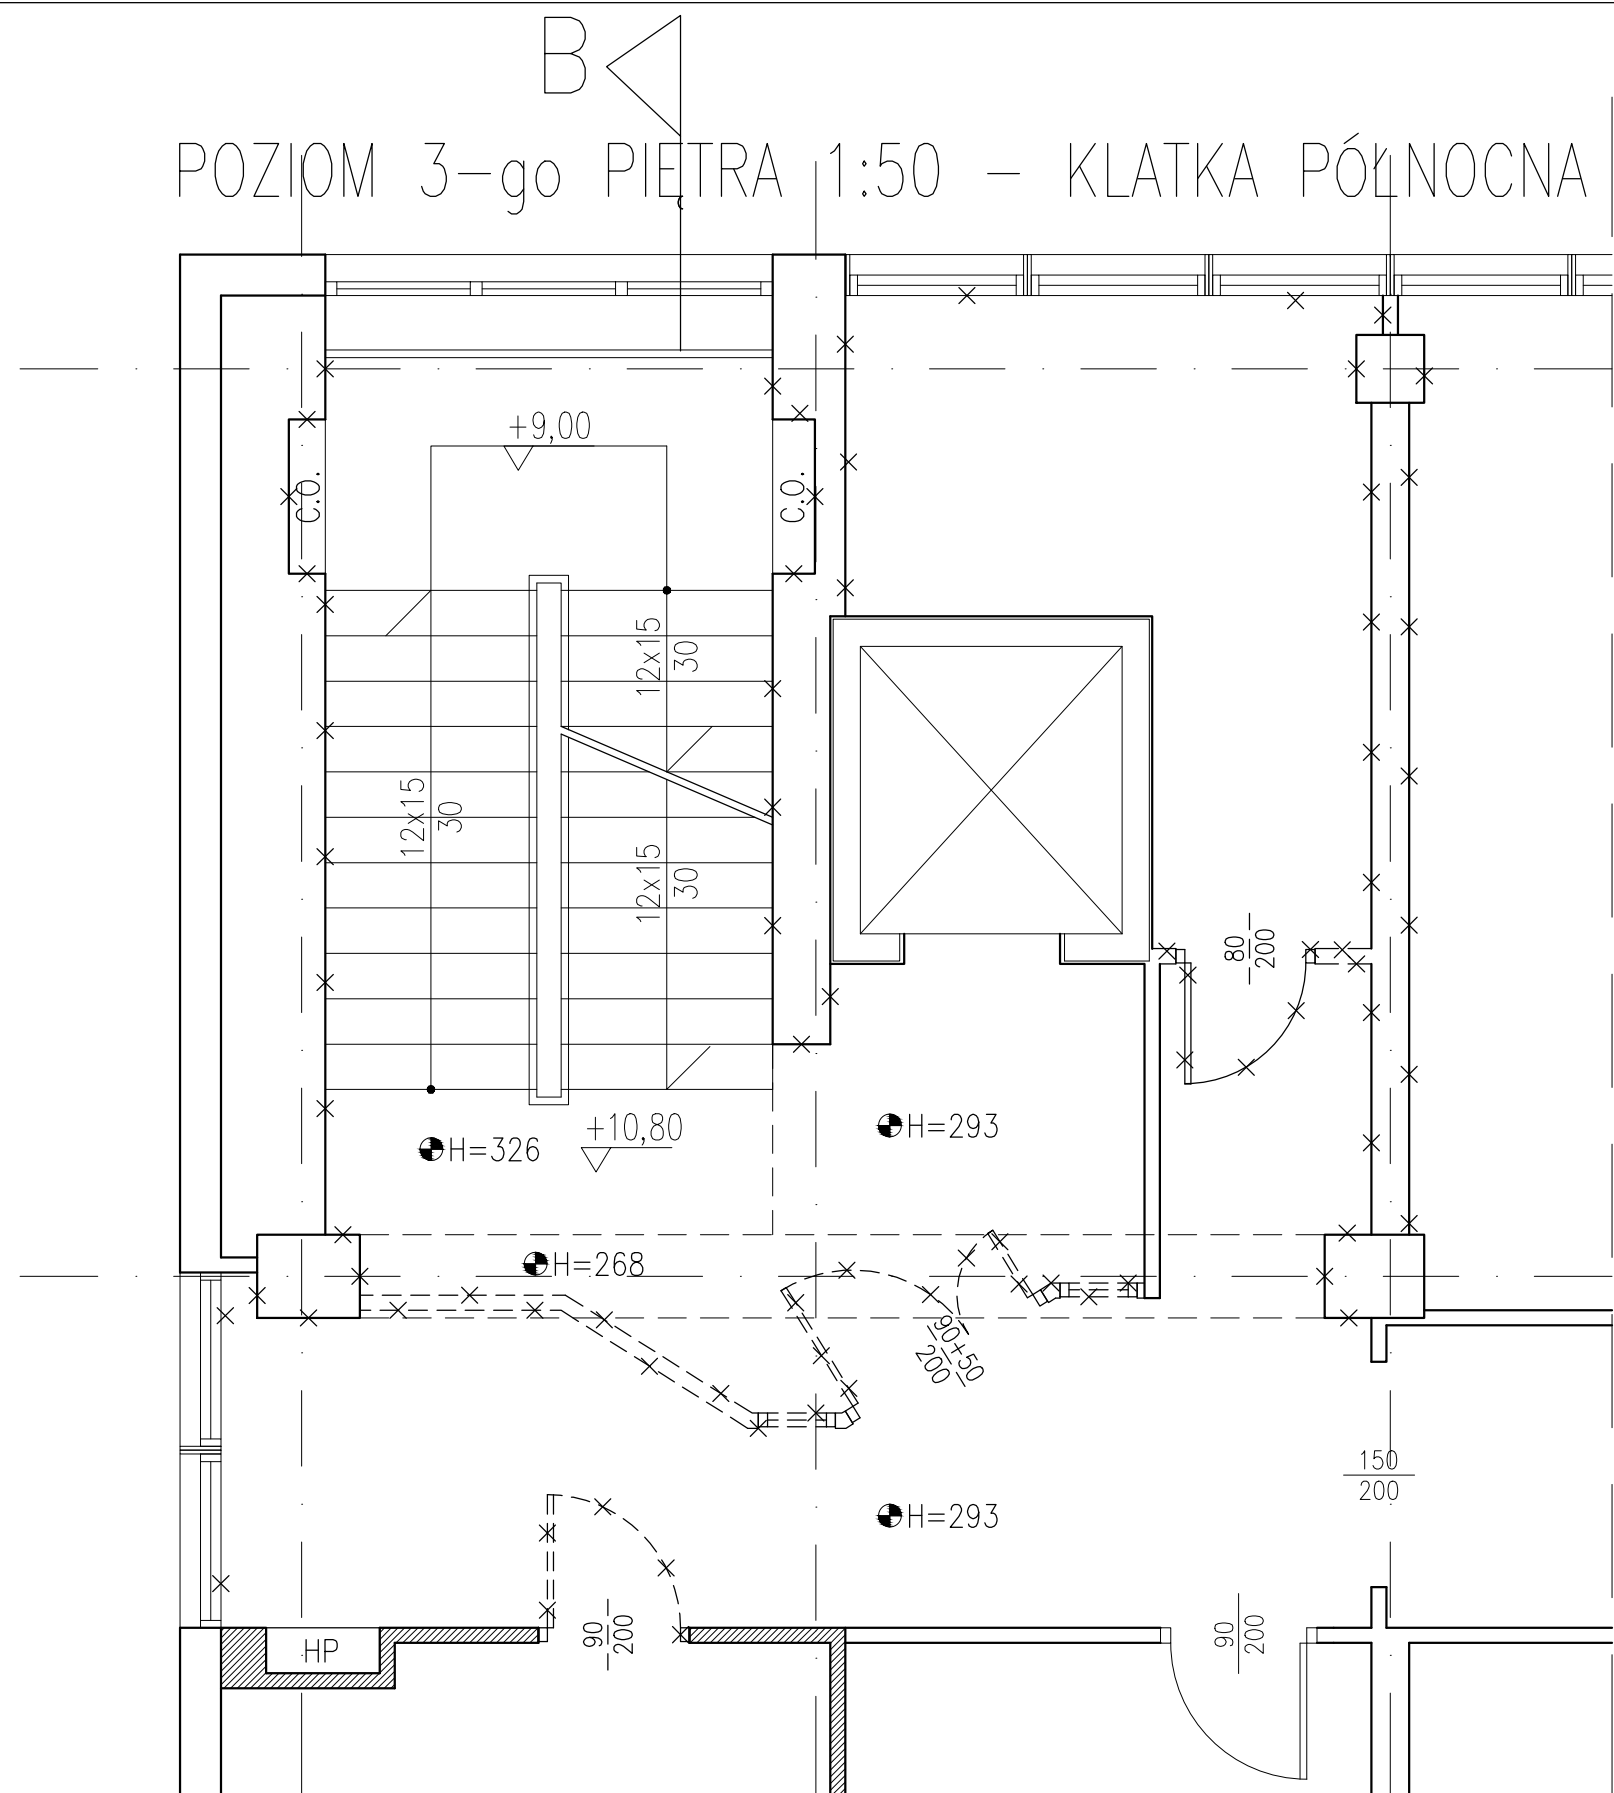 B
POZIOM 3-go PIĘTRA 1:50 - KLATKA PÓŁNOCNA
+9,00
C.O.
C.O.
12x15
30
12x15
30
12x15
30
80
200
H=293
+10,80
H=326
H=268
90+50
200
150
200
H=293
90
200
90
200
HP